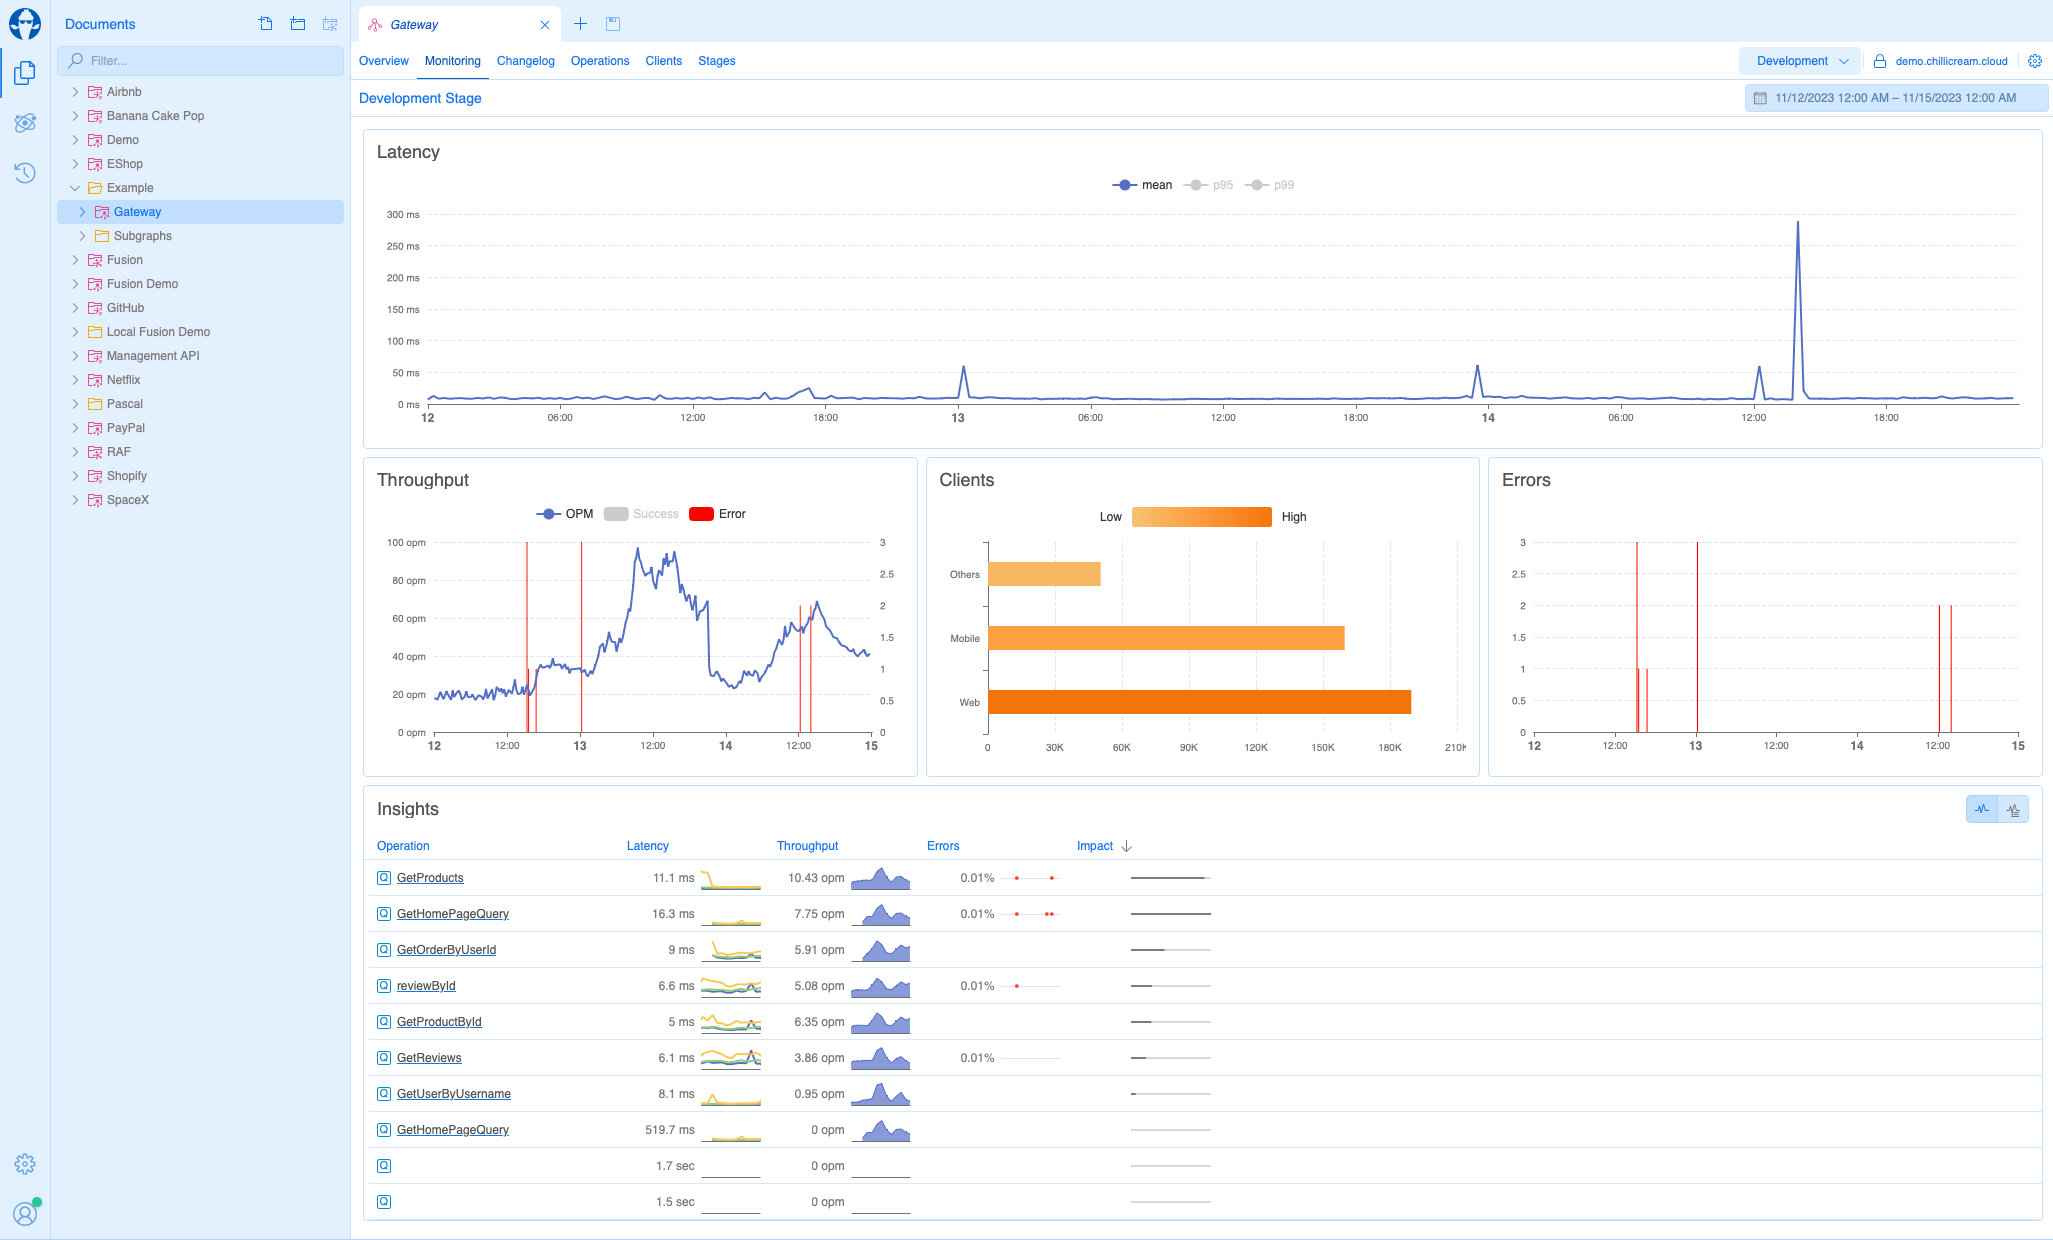 Documents
Filter...
Airbnb
Banana Cake Pop
Demo
EShop
Example
Gateway
Subgraphs
Fusion
Fusion Demo
GitHub
Local Fusion Demo
Management API
Netflix
Pascal
PayPal
RAF
Shopify
SpaceX
Gateway
Overview Monitoring Changelog Operations Clients Stages
Development demo.chillicream.cloud
Development Stage
11/12/2023 12:00 AM – 11/15/2023 12:00 AM
Latency
mean p95 p99
300 ms
250 ms
200 ms
150 ms
100 ms
50 ms
0 ms
12 06:00 12:00 18:00 13 06:00 12:00 18:00 14 06:00 12:00 18:00
Throughput
OPM Success Error
100 opm 3
80 opm 2.5
60 opm 2
40 opm 1.5
20 opm 1
0 opm 0.5
0
12 12:00 13 12:00 14 12:00 15
Clients
Low High
Others
Mobile
Web
0 30K 60K 90K 120K 150K 180K 210K
Errors
3
2.5
2
1.5
1
0.5
0
12 12:00 13 12:00 14 12:00 15
Insights
Operation Latency Throughput Errors Impact
Q GetProducts 11.1 ms 10.43 opm 0.01%
Q GetHomePageQuery 16.3 ms 7.75 opm 0.01%
Q GetOrderByUserId 9 ms 5.91 opm
Q reviewById 6.6 ms 5.08 opm 0.01%
Q GetProductById 5 ms 6.35 opm
Q GetReviews 6.1 ms 3.86 opm 0.01%
Q GetUserByUsername 8.1 ms 0.95 opm
Q GetHomePageQuery 519.7 ms 0 opm
Q 1.7 sec 0 opm
Q 1.5 sec 0 opm